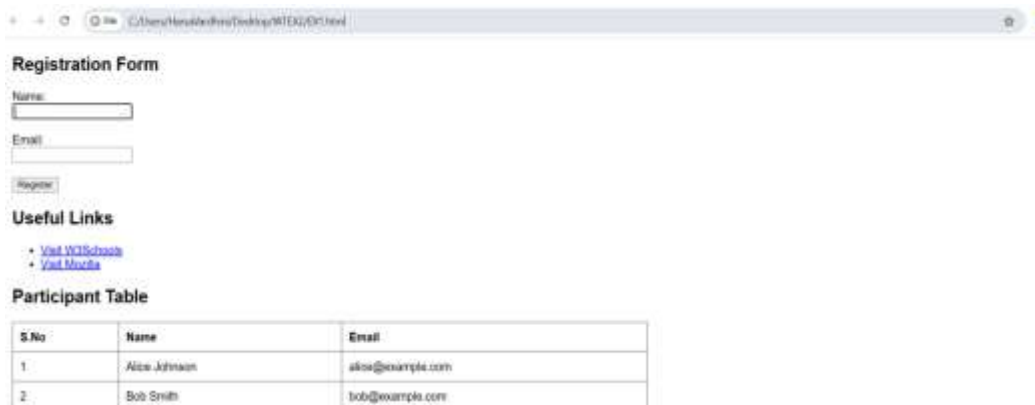 File
Registration Form
Name:
Email:
Register
Useful Links
Visit W3Schools
Visit Mozilla
Participant Table
S.No Name Email
1 Alice Johnson alice@example.com
2 Bob Smith bob@example.com